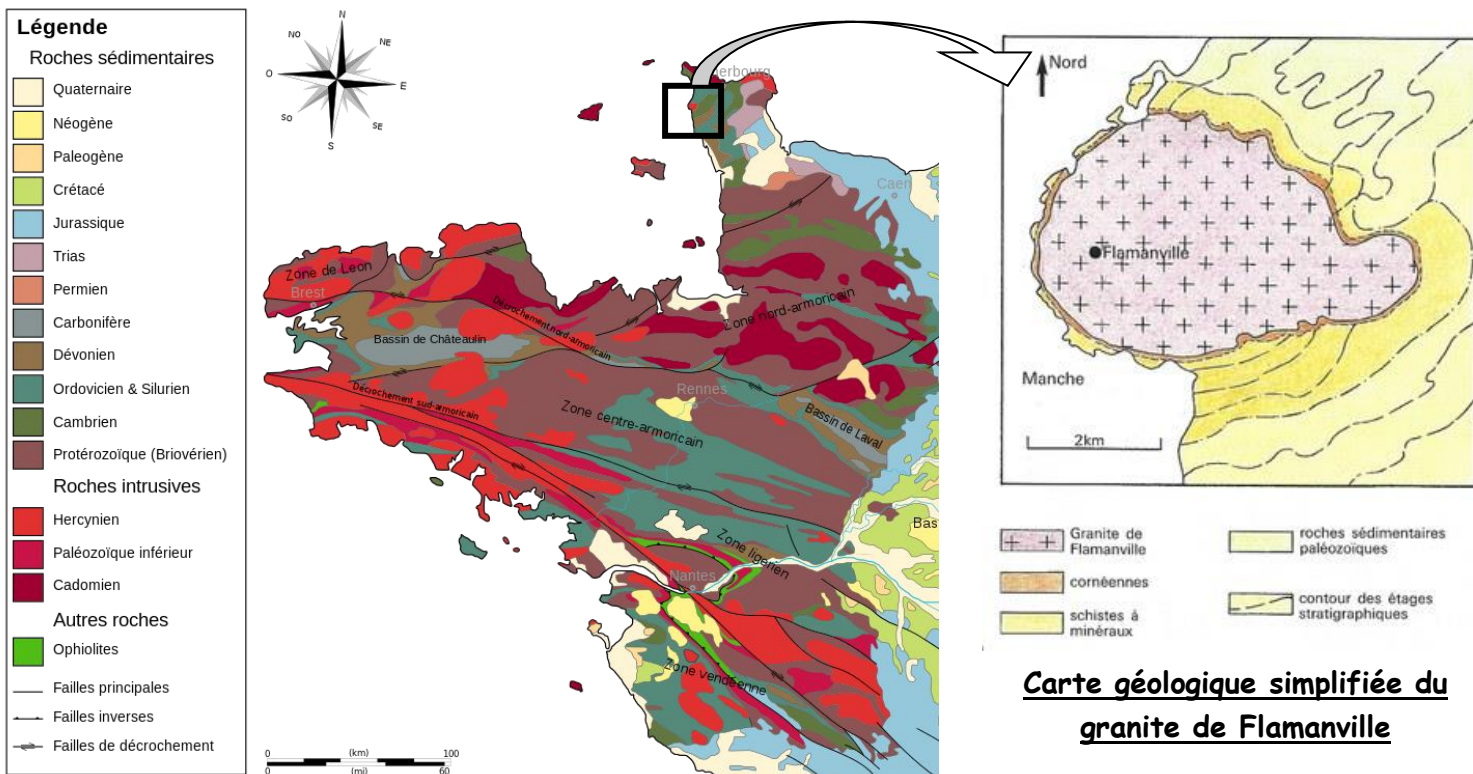 Légende
Roches sédimentaires
Quaternaire
Néogène
Paleogène
Crétacé
Jurassique
Trias
Permien
Carbonifère
Dévonien
Ordovicien & Silurien
Cambrien
Protérozoïque (Briovérien)
Roches intrusives
Hercynien
Paléozoïque inférieur
Cadomien
Autres roches
Ophiolites
Failles principales
Failles inverses
Failles de décrochement
N
NO
NE
O
E
SO
SE
S
herbourg
Caen
Zone de Leon
Brest
Bassin de Châteaulin
Décrochement nord-armoricain
Zone nord-armoricain
Décrochement sud-armoricain
Rennes
Zone centre-armoricain
Bassin de Laval
Bas
Zone ligerien
Nantes
Zone vendéenne
0 (km) 100
0 (mi) 60
Nord
Flamanville
Manche
2km
Granite de
Flamanville
cornéennes
schistes à
minéraux
roches sédimentaires
paléozoïques
contour des étages
stratigraphiques
Carte géologique simplifiée du
granite de Flamanville